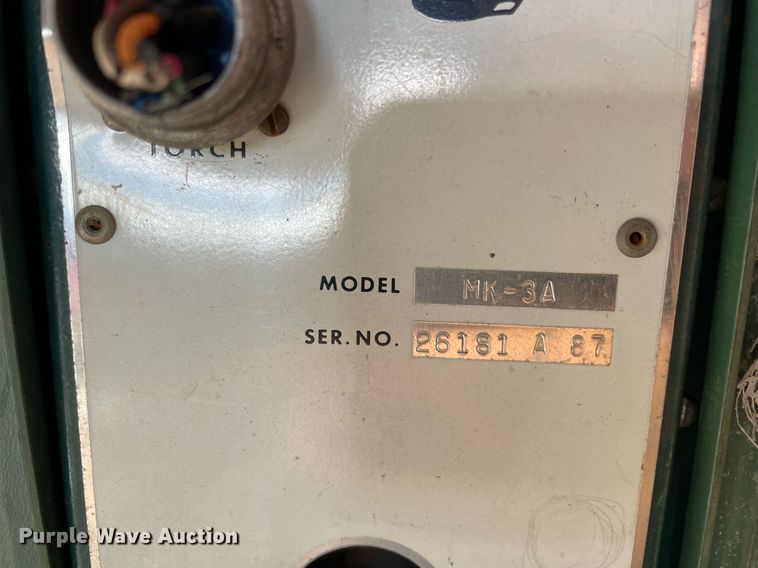 TORCH
MODEL MK-3A
SER. NO. 26181 A 87
Purple Wave Auction